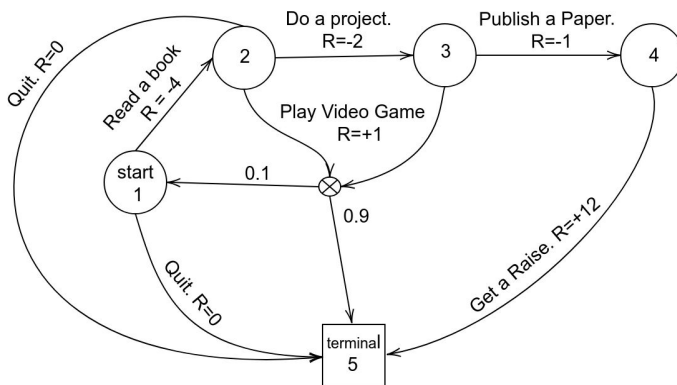 Do a project.
R=-2
Publish a Paper.
R=-1
Quit. R=0
Read a book
R = -4
2
3
4
Play Video Game
R=+1
start
1
0.1
0.9
Get a Raise. R=+12
Quit. R=0
terminal
5